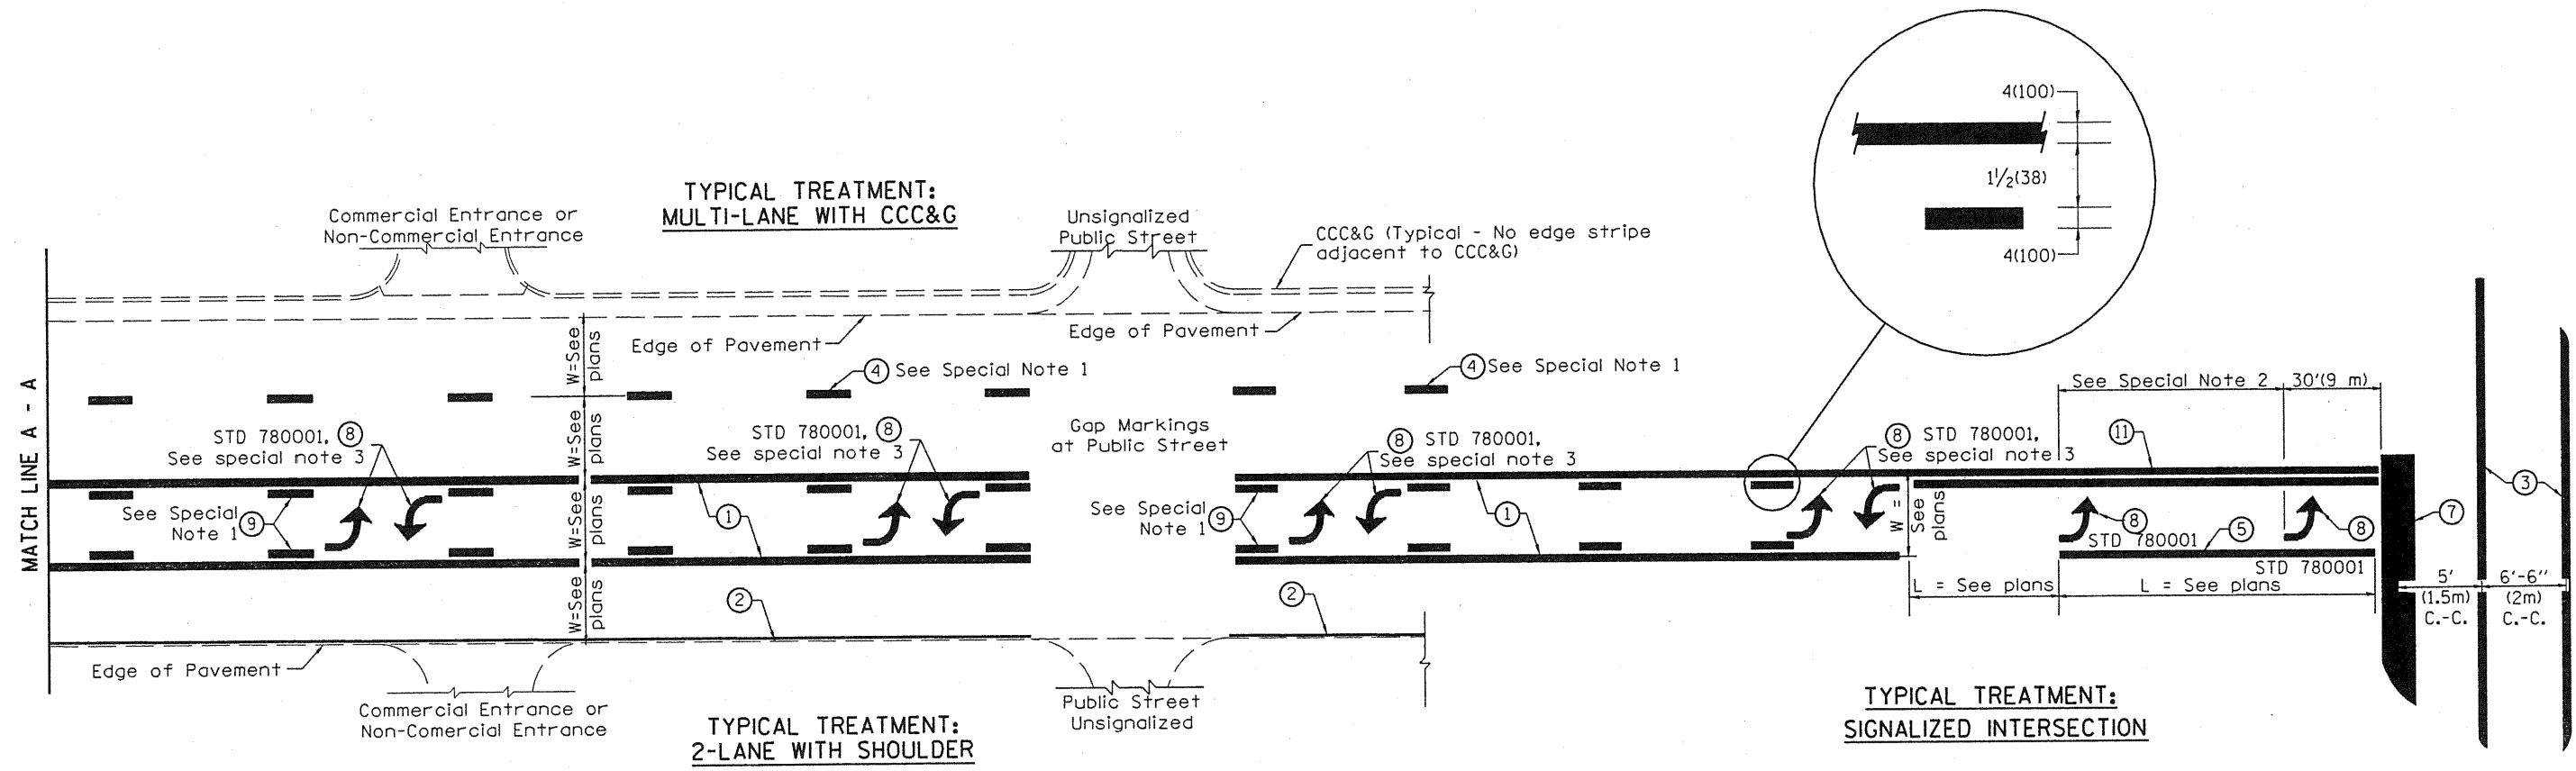 4(100)
1½(38)
4(100)
TYPICAL TREATMENT:
MULTI-LANE WITH CCC&G
Commercial Entrance or
Non-Commercial Entrance
Unsignalized
Public Street
CCC&G (Typical - No edge stripe
adjacent to CCC&G)
MATCH LINE A - A
Edge of Pavement
Edge of Pavement
W=See
plans
4 See Special Note 1
4 See Special Note 1
See Special Note 2
30'(9 m)
STD 780001, 8
See special note 3
W=See
plans
STD 780001, 8
See special note 3
Gap Markings
at Public Street
8 STD 780001,
See special note 3
8 STD 780001,
See special note 3
11
See Special
Note 1
9
W=See
plans
1
See Special
Note 1
9
1
W =
See
plans
8
STD 780001
5
8
7
3
STD 780001
L = See plans
L = See plans
5'
(1.5m)
C.-C.
6'-6"
(2m)
C.-C.
W=See
plans
2
2
Edge of Pavement
Commercial Entrance or
Non-Comercial Entrance
TYPICAL TREATMENT:
2-LANE WITH SHOULDER
Public Street
Unsignalized
TYPICAL TREATMENT:
SIGNALIZED INTERSECTION